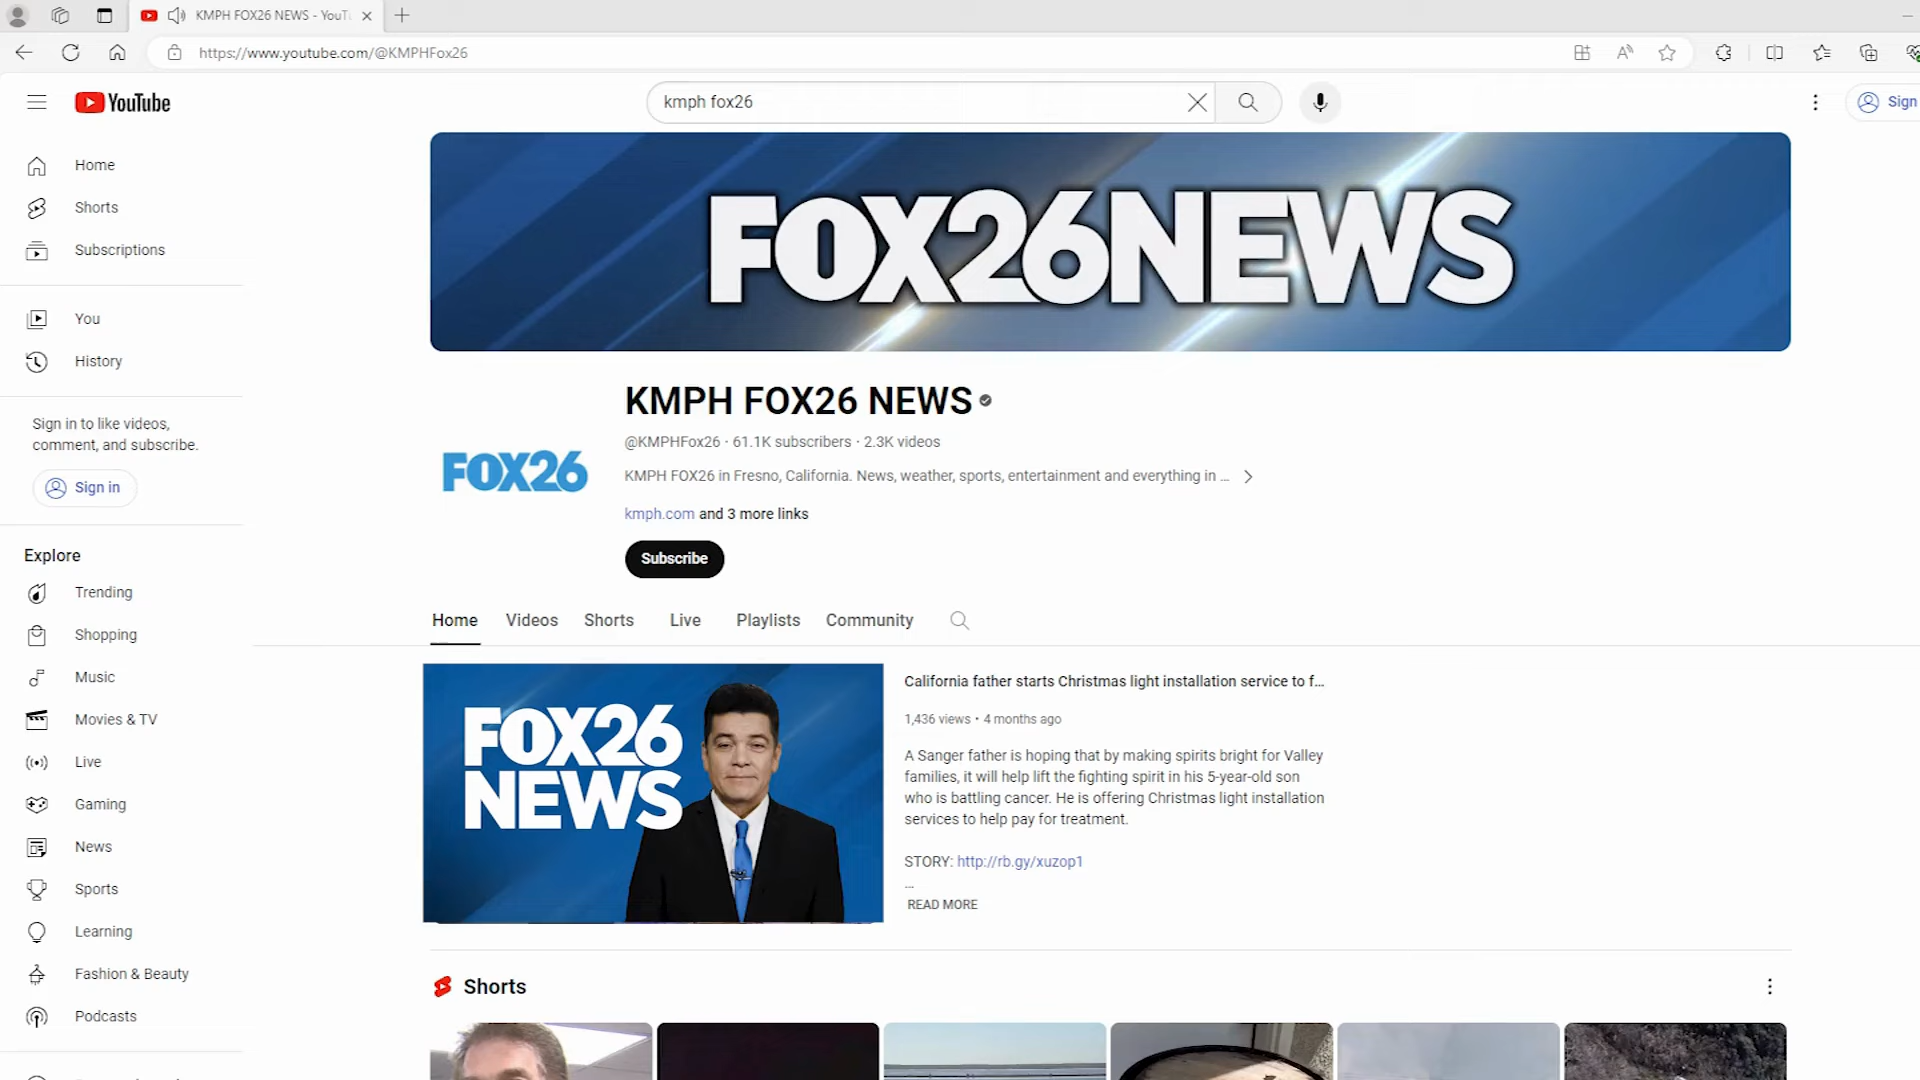 KMPH FOX26 NEWS - YouT
https://www.youtube.com/@KMPHFox26
YouTube
kmph fox26
Sign
Home
Shorts
Subscriptions
You
History
Sign in to like videos,
comment, and subscribe.
Sign in
Explore
Trending
Shopping
Music
Movies & TV
Live
Gaming
News
Sports
Learning
Fashion & Beauty
Podcasts
FOX26NEWS
FOX26
KMPH FOX26 NEWS
@KMPHFox26 · 61.1K subscribers · 2.3K videos
KMPH FOX26 in Fresno, California. News, weather, sports, entertainment and everything in ...
kmph.com and 3 more links
Subscribe
Home Videos Shorts Live Playlists Community
FOX26
NEWS
California father starts Christmas light installation service to f...
1,436 views • 4 months ago
A Sanger father is hoping that by making spirits bright for Valley
families, it will help lift the fighting spirit in his 5-year-old son
who is battling cancer. He is offering Christmas light installation
services to help pay for treatment.
STORY: http://rb.gy/xuzop1
...
READ MORE
Shorts